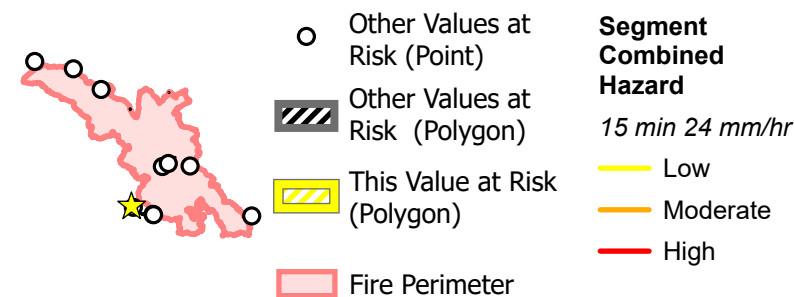 Other Values at
Risk (Point)
Other Values at
Risk (Polygon)
This Value at Risk
(Polygon)
Fire Perimeter
Segment
Combined
Hazard
15 min 24 mm/hr
Low
Moderate
High